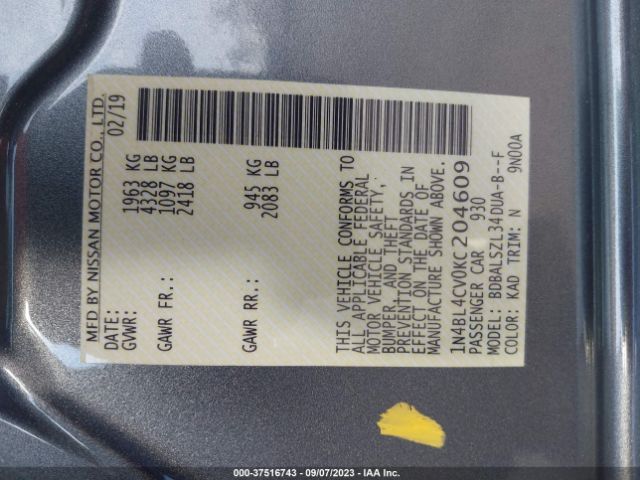 MFD BY NISSAN MOTOR CO., LTD.
DATE: 02/19
GVWR: 1963 KG
4328 LB
GAWR FR.: 1097 KG
2418 LB
GAWR RR.: 945 KG
2083 LB
THIS VEHICLE CONFORMS TO
ALL APPLICABLE FEDERAL
MOTOR VEHICLE SAFETY,
BUMPER, AND THEFT
PREVENTION STANDARDS IN
EFFECT ON THE DATE OF
MANUFACTURE SHOWN ABOVE.
1N4BL4CV0KC204609
PASSENGER CAR 930
MODEL: BDBALSZL34DUA-B--F
COLOR: KAD TRIM: N 9N00A
000-37516743 - 09/07/2023 - IAA Inc.